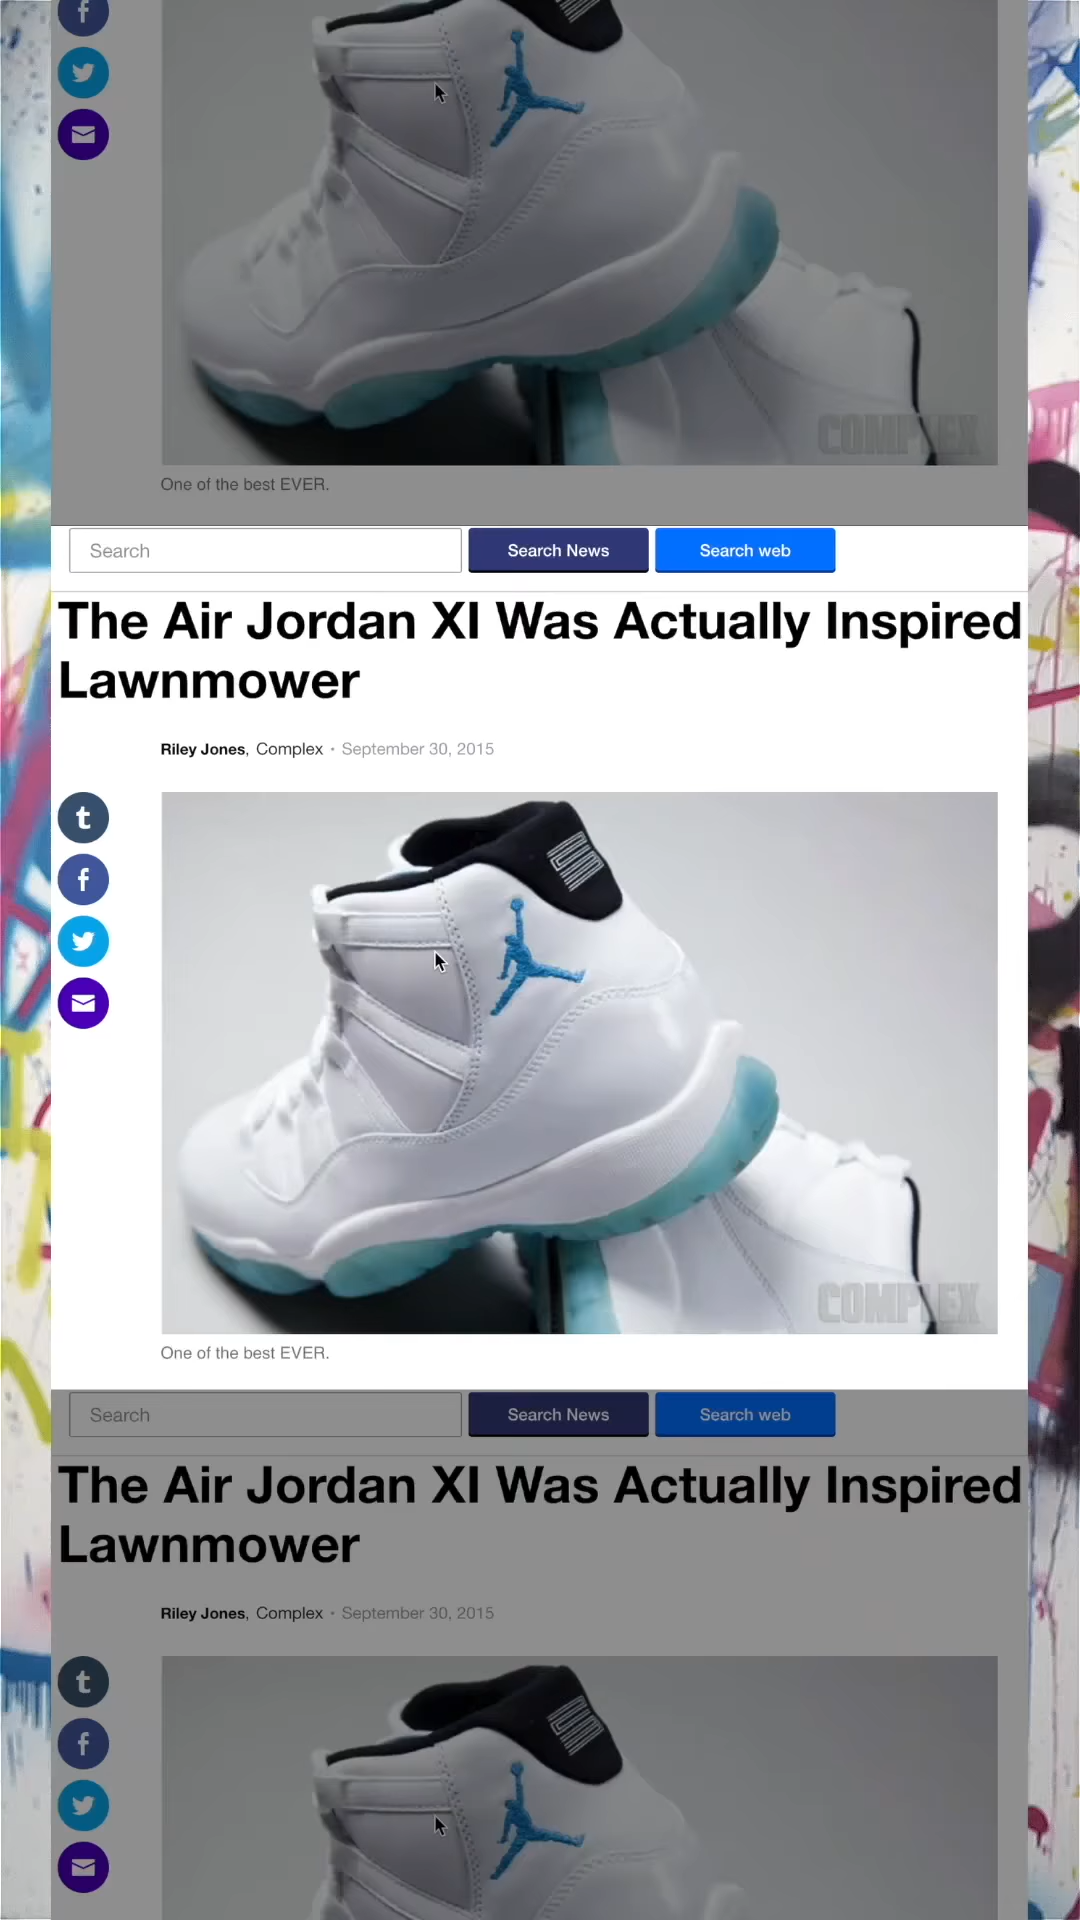 f
COMPLEX
One of the best EVER.
Search
Search News
Search web
The Air Jordan XI Was Actually Inspired
Lawnmower
Riley Jones, Complex · September 30, 2015
t
f
COMPLEX
One of the best EVER.
Search
Search News
Search web
The Air Jordan XI Was Actually Inspired
Lawnmower
Riley Jones, Complex · September 30, 2015
t
f